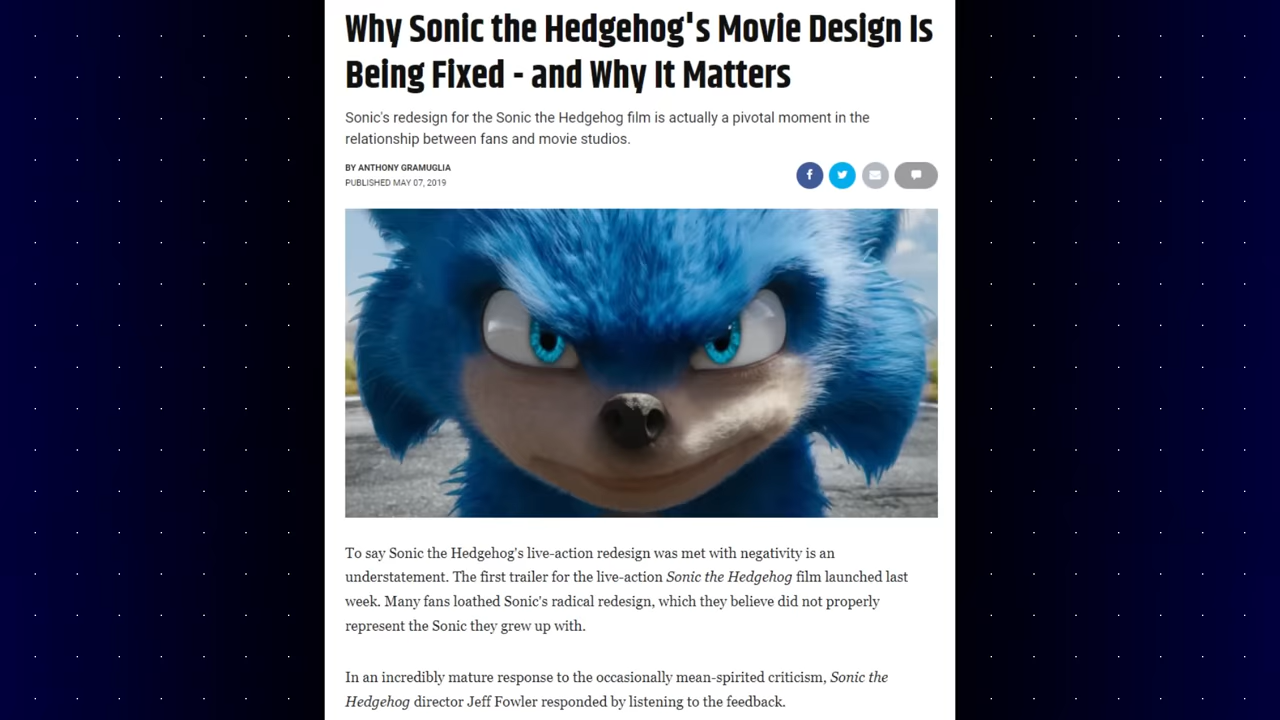 Why Sonic the Hedgehog's Movie Design Is
Being Fixed - and Why It Matters
Sonic's redesign for the Sonic the Hedgehog film is actually a pivotal moment in the
relationship between fans and movie studios.
BY ANTHONY GRAMUGLIA
PUBLISHED MAY 07, 2019
To say Sonic the Hedgehog's live-action redesign was met with negativity is an
understatement. The first trailer for the live-action Sonic the Hedgehog film launched last
week. Many fans loathed Sonic's radical redesign, which they believe did not properly
represent the Sonic they grew up with.
In an incredibly mature response to the occasionally mean-spirited criticism, Sonic the
Hedgehog director Jeff Fowler responded by listening to the feedback.